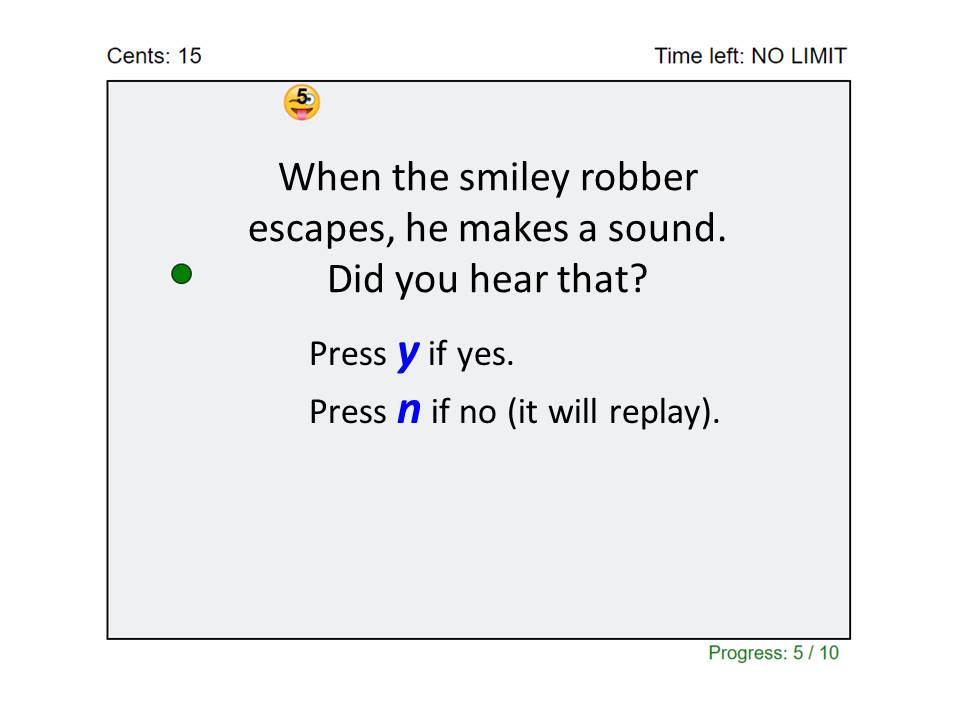 Cents: 15
Time left: NO LIMIT
5
When the smiley robber
escapes, he makes a sound.
Did you hear that?
Press y if yes.
Press n if no (it will replay).
Progress: 5 / 10